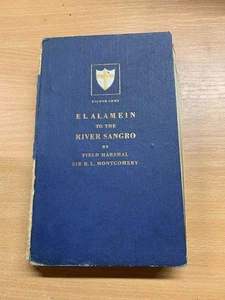 EIGHTH ARMY
EL ALAMEIN
TO THE
RIVER SANGRO
BY
FIELD MARSHAL
SIR B. L. MONTGOMERY